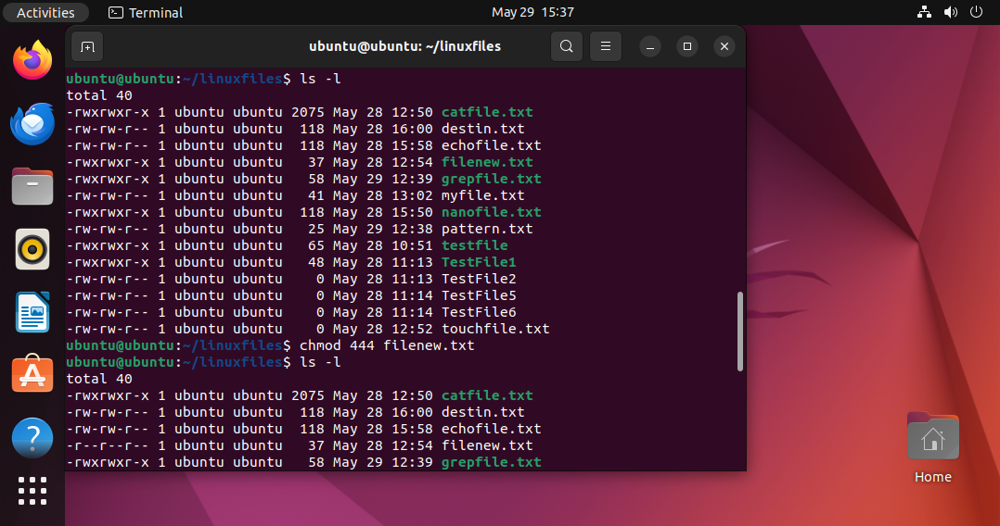 Activities Terminal May 29 15:37
ubuntu@ubuntu: ~/linuxfiles
ubuntu@ubuntu:~/linuxfiles$ ls -l
total 40
-rwxrwxr-x 1 ubuntu ubuntu 2075 May 28 12:50 catfile.txt
-rw-rw-r-- 1 ubuntu ubuntu  118 May 28 16:00 destin.txt
-rw-rw-r-- 1 ubuntu ubuntu  118 May 28 15:58 echofile.txt
-rwxrwxr-x 1 ubuntu ubuntu   37 May 28 12:54 filenew.txt
-rwxrwxr-x 1 ubuntu ubuntu   58 May 29 12:39 grepfile.txt
-rw-rw-r-- 1 ubuntu ubuntu   41 May 28 13:02 myfile.txt
-rwxrwxr-x 1 ubuntu ubuntu  118 May 28 15:50 nanofile.txt
-rw-rw-r-- 1 ubuntu ubuntu   25 May 29 12:38 pattern.txt
-rwxrwxr-x 1 ubuntu ubuntu   65 May 28 10:51 testfile
-rwxrwxr-x 1 ubuntu ubuntu   48 May 28 11:13 TestFile1
-rw-rw-r-- 1 ubuntu ubuntu    0 May 28 11:13 TestFile2
-rw-rw-r-- 1 ubuntu ubuntu    0 May 28 11:14 TestFile5
-rw-rw-r-- 1 ubuntu ubuntu    0 May 28 11:14 TestFile6
-rw-rw-r-- 1 ubuntu ubuntu    0 May 28 12:52 touchfile.txt
ubuntu@ubuntu:~/linuxfiles$ chmod 444 filenew.txt
ubuntu@ubuntu:~/linuxfiles$ ls -l
total 40
-rwxrwxr-x 1 ubuntu ubuntu 2075 May 28 12:50 catfile.txt
-rw-rw-r-- 1 ubuntu ubuntu  118 May 28 16:00 destin.txt
-rw-rw-r-- 1 ubuntu ubuntu  118 May 28 15:58 echofile.txt
-r--r--r-- 1 ubuntu ubuntu   37 May 28 12:54 filenew.txt
-rwxrwxr-x 1 ubuntu ubuntu   58 May 29 12:39 grepfile.txt
Home